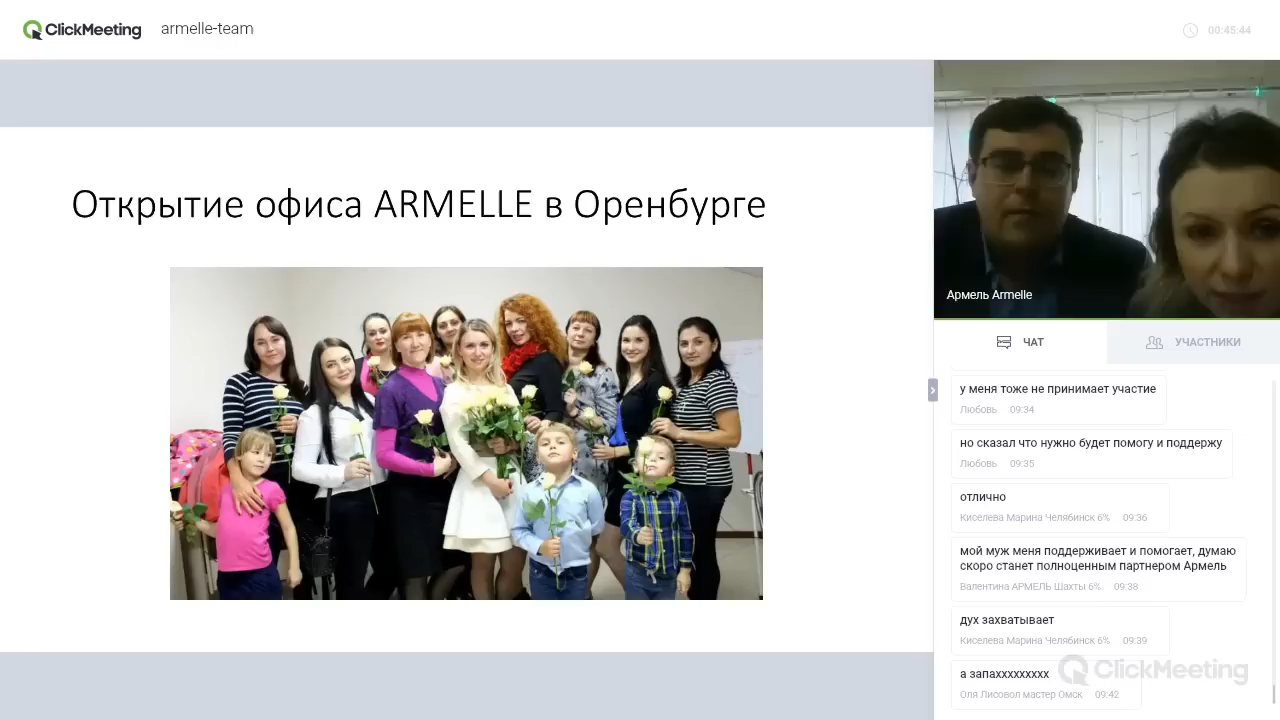 ClickMeeting
armelle-team
00:45:44
Открытие офиса ARMELLE в Оренбурге
Армель Armelle
ЧАТ
УЧАСТНИКИ
у меня тоже не принимает участие
Любовь 09:34
но сказал что нужно будет помогу и поддержу
Любовь 09:35
отлично
Киселева Марина Челябинск 6% 09:36
мой муж меня поддерживает и помогает, думаю
скоро станет полноценным партнером Армель
Валентина АРМЕЛЬ Шахты 6% 09:38
дух захватывает
Киселева Марина Челябинск 6% 09:39
а запаххххххххх
Оля Лисовол мастер Омск 09:42
ClickMeeting